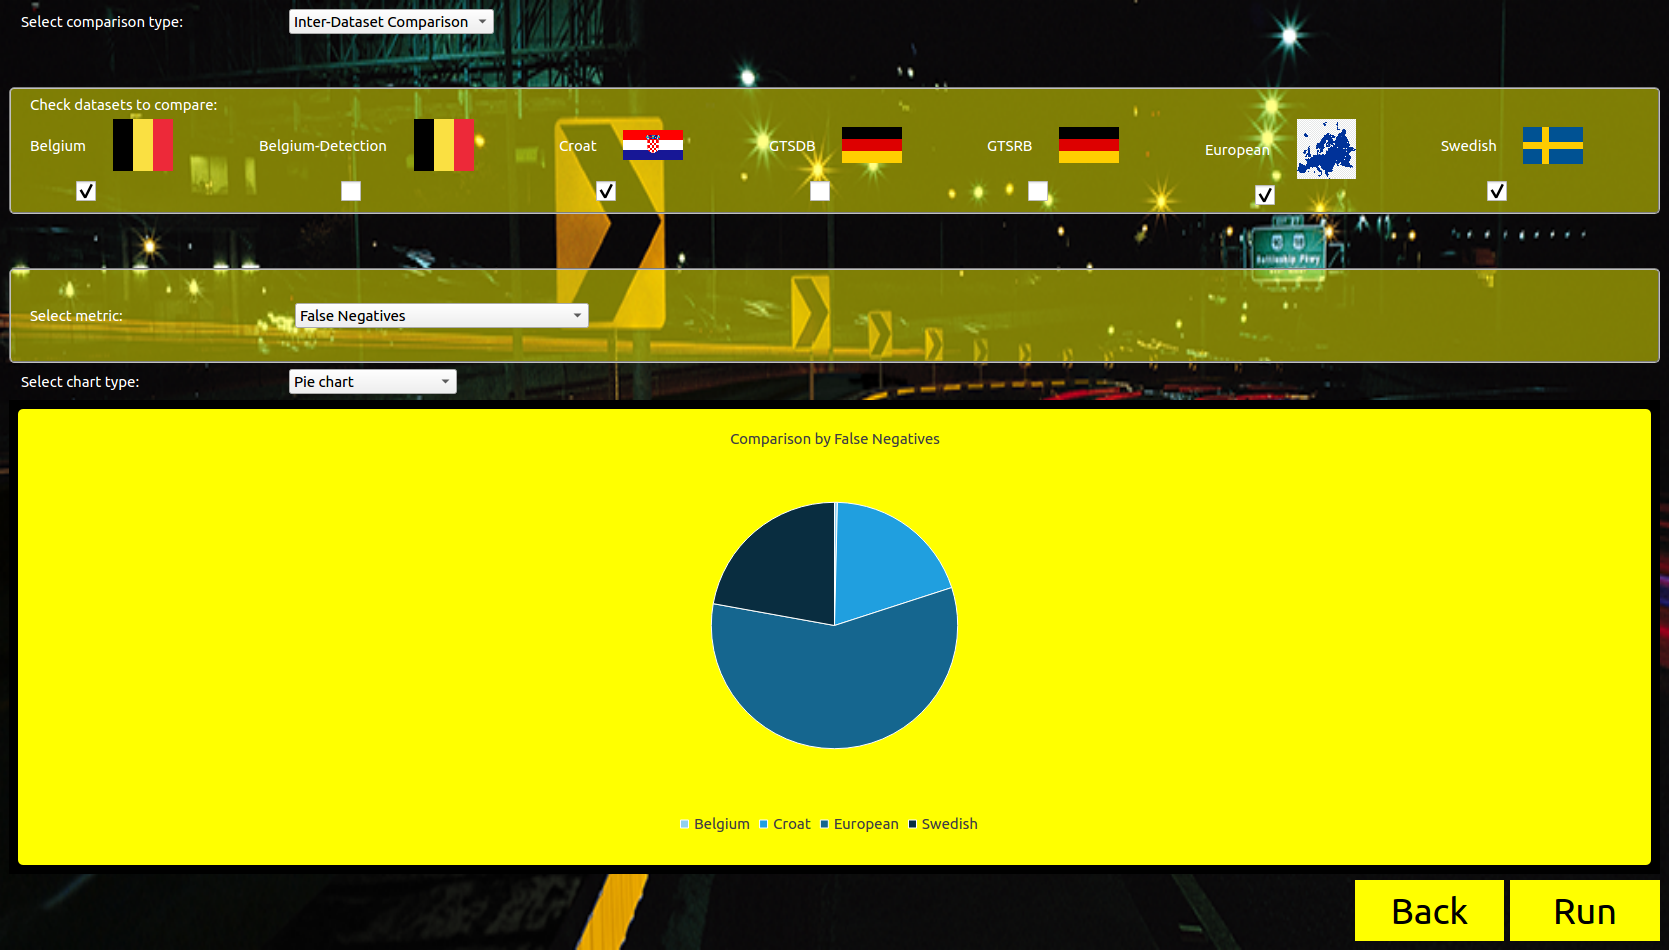 Select comparison type: Inter-Dataset Comparison
Check datasets to compare:
Belgium Belgium-Detection Croat GTSDB GTSRB European Swedish
Select metric: False Negatives
Select chart type: Pie chart
Comparison by False Negatives
Belgium Croat European Swedish
Back Run